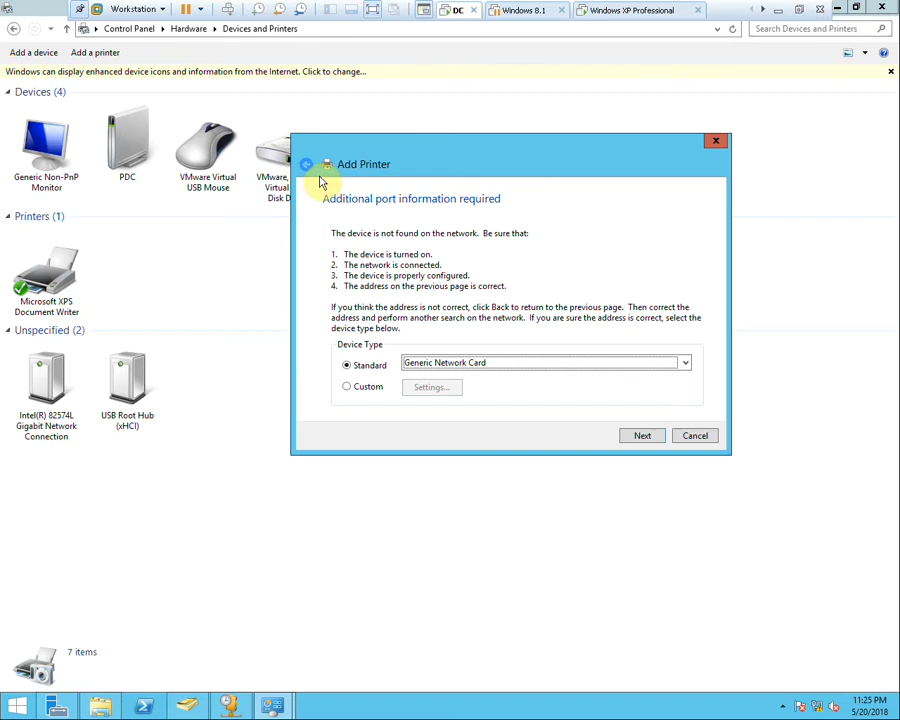 Workstation
DC
Windows 8.1
Windows XP Professional
Control Panel
Hardware
Devices and Printers
Search Devices and Printers
Add a device
Add a printer
Windows can display enhanced device icons and information from the Internet. Click to change...
Devices (4)
Generic Non-PnP
Monitor
PDC
VMware Virtual
USB Mouse
VMware,
Virtual
Disk D
Printers (1)
Microsoft XPS
Document Writer
Unspecified (2)
Intel(R) 82574L
Gigabit Network
Connection
USB Root Hub
(xHCI)
Add Printer
Additional port information required
The device is not found on the network. Be sure that:
1. The device is turned on.
2. The network is connected.
3. The device is properly configured.
4. The address on the previous page is correct.
If you think the address is not correct, click Back to return to the previous page. Then correct the
address and perform another search on the network. If you are sure the address is correct, select the
device type below.
Device Type
Standard
Generic Network Card
Custom
Settings...
Next
Cancel
7 items
11:25 PM
5/20/2018